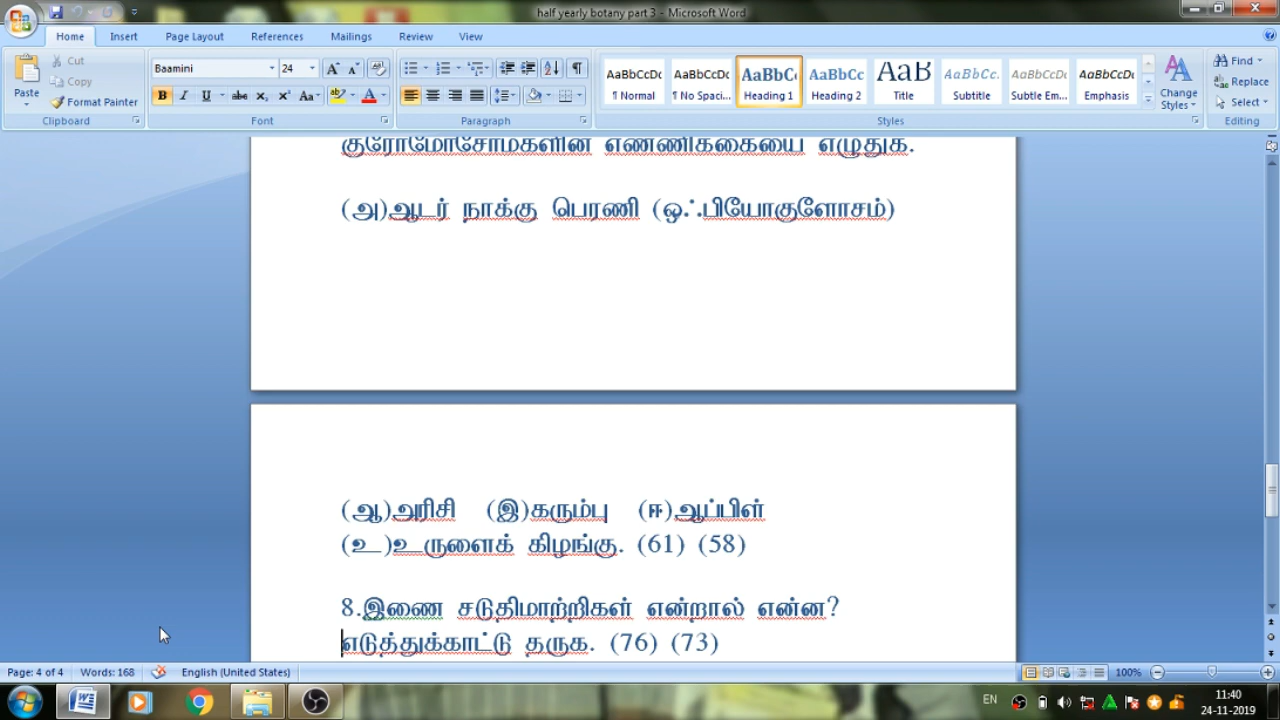 half yearly botany part 3 - Microsoft Word
Home Insert Page Layout References Mailings Review View
Paste
Cut
Copy
Format Painter
Clipboard
Baamini 24
B I U abc
Font
Paragraph
AaBbCcDc ¶ Normal
AaBbCcDc ¶ No Spaci...
AaBbC Heading 1
AaBbCc Heading 2
AaB Title
AaBbCc. Subtitle
AaBbCcDc Subtle Em...
AaBbCcDc Emphasis
Change Styles
Styles
Find
Replace
Select
Editing
குரோமோசோமகளின எண்ணிக்கையை எழுதுக.
(அ)ஆடர் நாக்கு பெரணி (ஒஃபியோகுளோசம்)
(ஆ)அரிசி (இ)கரும்பு (ஈ)ஆப்பிள்
(உ)உருளைக் கிழங்கு. (61) (58)
8.இணை சடுதிமாற்றிகள் என்றால் என்ன?
எடுத்துக்காட்டு தருக. (76) (73)
Page: 4 of 4 Words: 168 English (United States) 100%
EN 11:40
24-11-2019